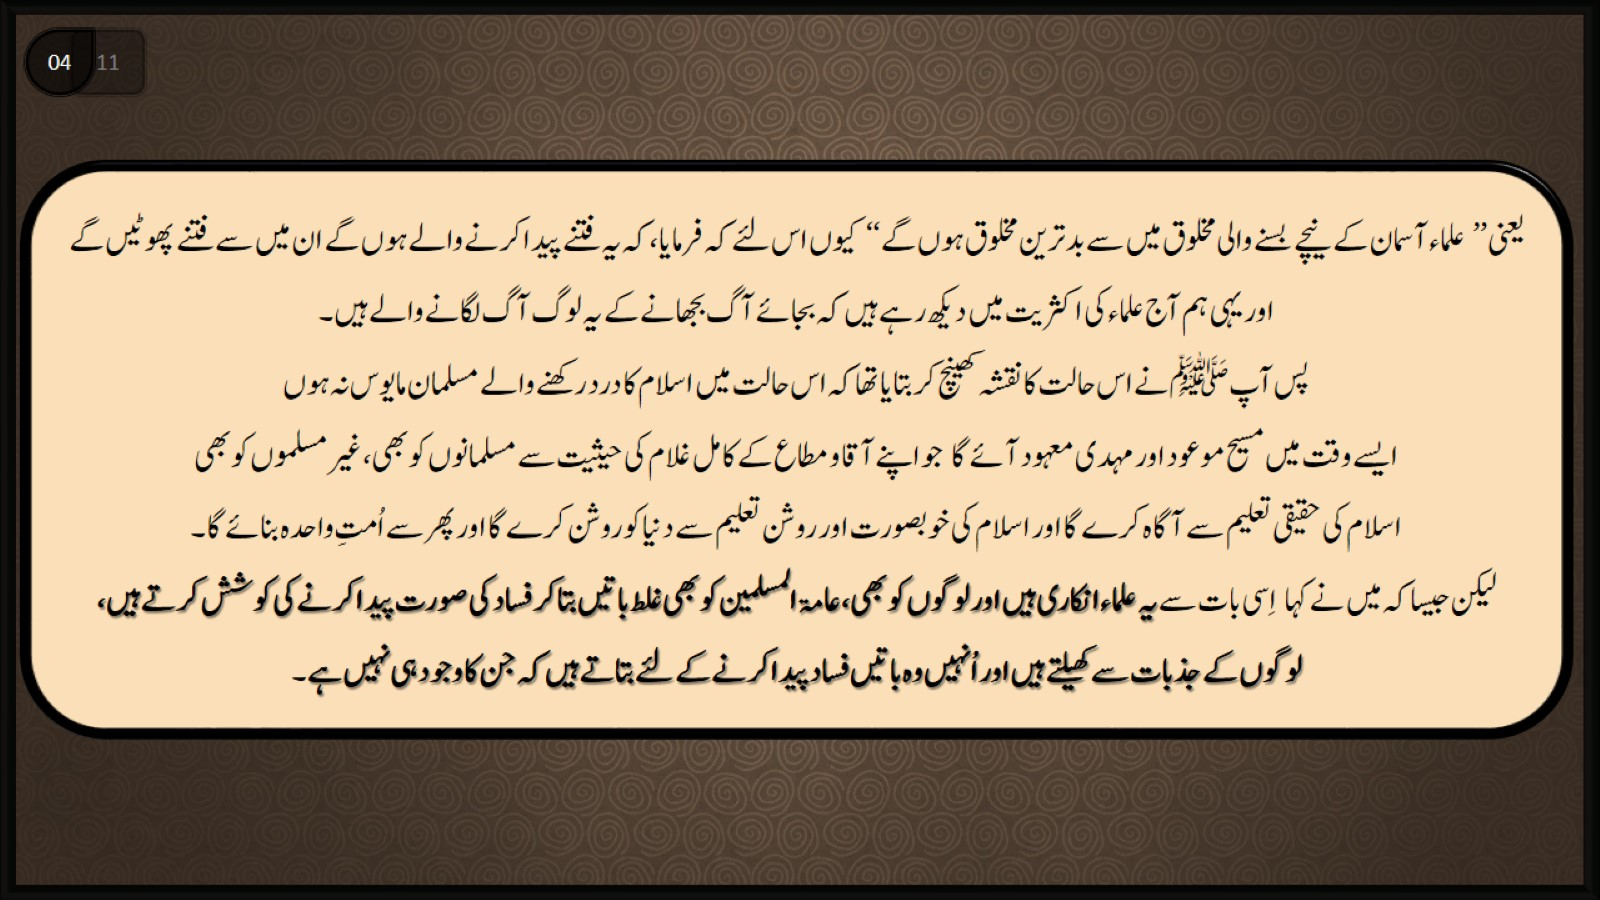 04 11
یعنی” علماء آسمان کے نیچے بسنے والی مخلوق میں سے بدترین مخلوق ہوں گے“ کیوں اس لئے کہ فرمایا، کہ یہ فتنے پیدا کرنے والے ہوں گے ان میں سے فتنے پھوٹیں گے
اور یہی ہم آج علماء کی اکثریت میں دیکھ رہے ہیں کہ بجائے آگ بجھانے کے یہ لوگ آگ لگانے والے ہیں۔
پس آپ ﷺ نے اس حالت کا نقشہ کھینچ کر بتایا تھا کہ اس حالت میں اسلام کا درد رکھنے والے مسلمان مایوس نہ ہوں
ایسے وقت میں مسیح موعود اور مہدی معہود آئے گا جو اپنے آقا و مطاع کے کامل غلام کی حیثیت سے مسلمانوں کو بھی، غیر مسلموں کو بھی
اسلام کی حقیقی تعلیم سے آگاہ کرے گا اور اسلام کی خوبصورت اور روشن تعلیم سے دنیا کو روشن کرے گا اور پھر سے اُمتِ واحدہ بنائے گا۔
لیکن جیسا کہ میں نے کہا اِسی بات سے یہ علماء انکاری ہیں اور لوگوں کو بھی، عامۃ المسلمین کو بھی غلط باتیں بتا کر فساد کی صورت پیدا کرنے کی کوشش کرتے ہیں،
لوگوں کے جذبات سے کھیلتے ہیں اور اُنہیں وہ باتیں فساد پیدا کرنے کے لئے بتاتے ہیں کہ جن کا وجود ہی نہیں ہے۔